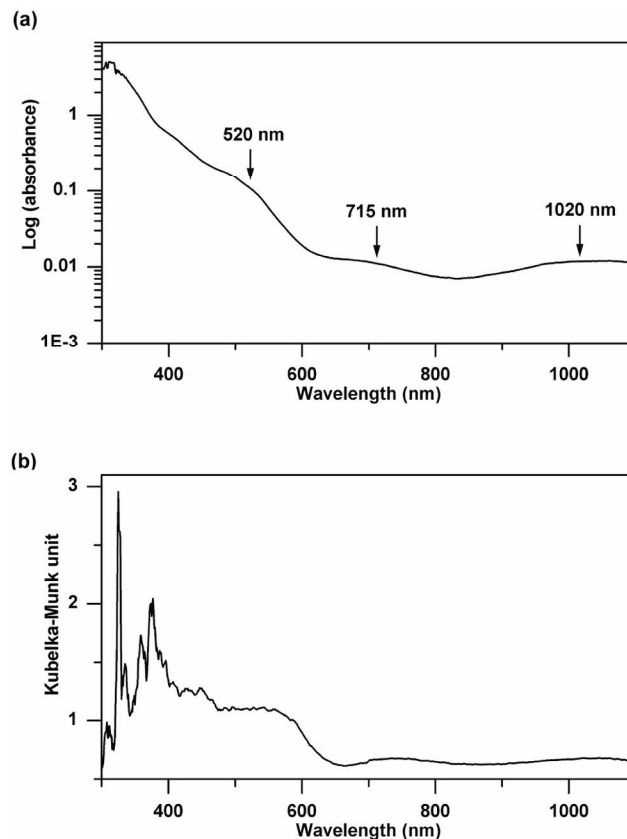 (a)
Log (absorbance)
1
0.1
0.01
1E-3
520 nm
715 nm
1020 nm
400
600
800
1000
Wavelength (nm)
(b)
Kubelka-Munk unit
3
2
1
400
600
800
1000
Wavelength (nm)